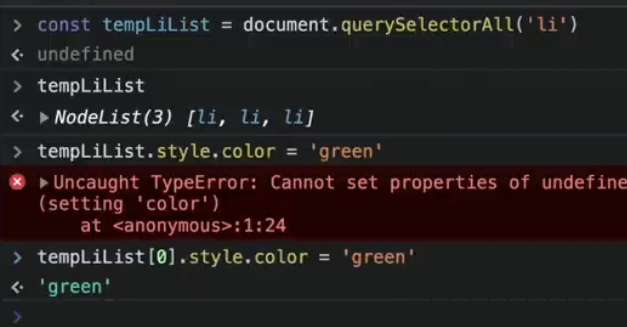 > const tempLiList = document.querySelectorAll('li')
undefined
> tempLiList
▶ NodeList(3) [li, li, li]
> tempLiList.style.color = 'green'
▶ Uncaught TypeError: Cannot set properties of undefine
(setting 'color')
at <anonymous>:1:24
> tempLiList[0].style.color = 'green'
'green'
>